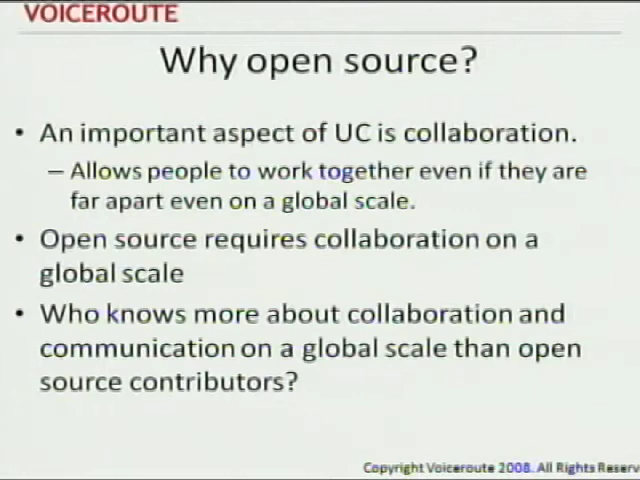 VOICEROUTE
Why open source?
• An important aspect of UC is collaboration.
– Allows people to work together even if they are
far apart even on a global scale.
• Open source requires collaboration on a
global scale
• Who knows more about collaboration and
communication on a global scale than open
source contributors?
Copyright Voiceroute 2008. All Rights Reserv